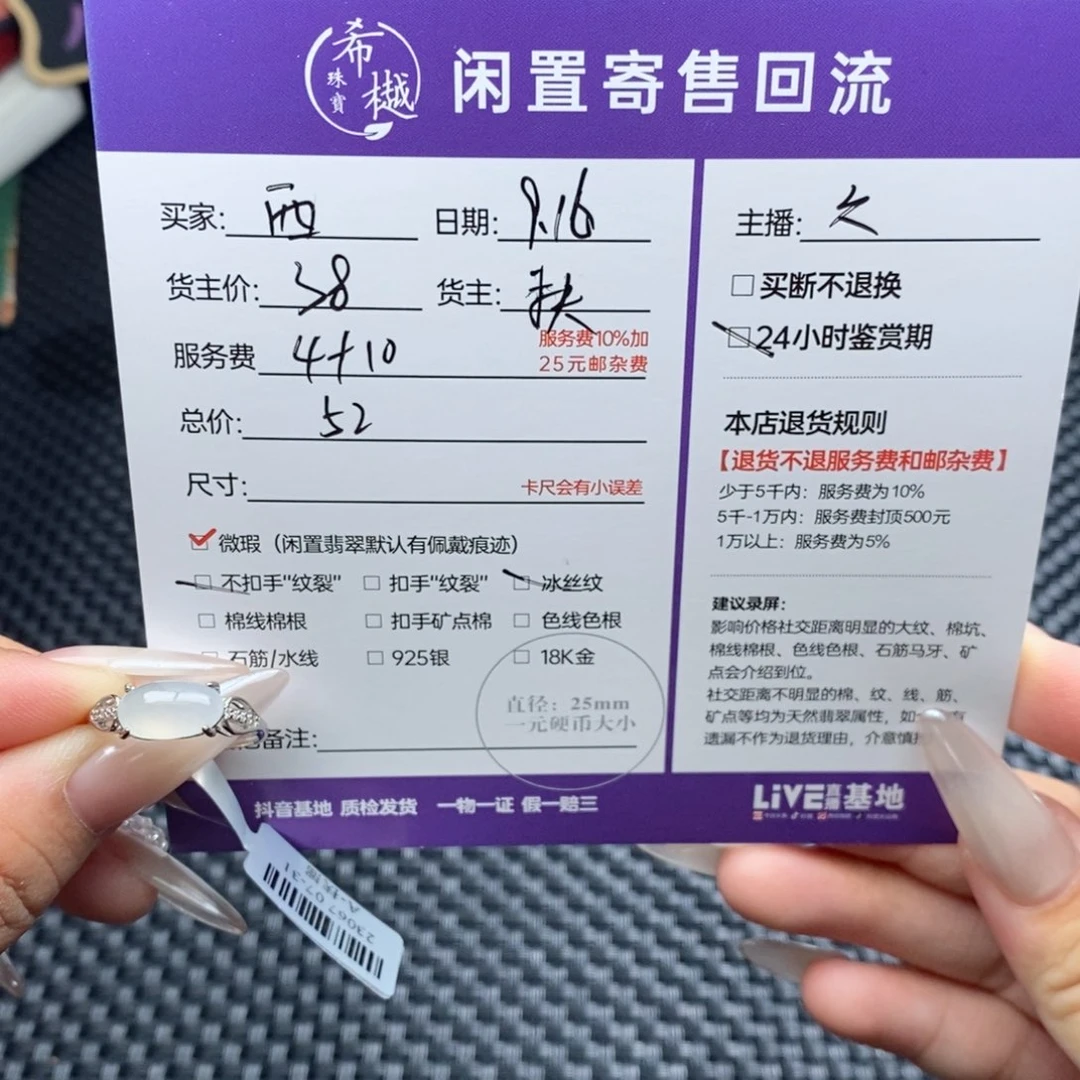 希樾
珠寶
闲置寄售回流
买家: 西 日期: 9.16
货主价: 38 货主:
服务费 4+10 服务费10%加
25元邮杂费
总价: 52
尺寸: 卡尺会有小误差
微瑕（闲置翡翠默认有佩戴痕迹）
不扣手"纹裂" 扣手"纹裂" 冰丝纹
棉线棉根 扣手矿点棉 色线色根
石筋/水线 925银 18K金
直径：25mm
一元硬币大小
备注:
主播:
买断不退换
24小时鉴赏期
本店退货规则
【退货不退服务费和邮杂费】
少于5千内：服务费为10%
5千-1万内：服务费封顶500元
1万以上：服务费为5%
建议录屏：
影响价格社交距离明显的大纹、棉坑、
棉线棉根、色线色根、石筋马牙、矿
点会介绍到位。
社交距离不明显的棉、纹、线、筋、
矿点等均为天然翡翠属性，如
遗漏不作为退货理由，介意慎
抖音基地 质检发货 一物一证 假一赔三
LiVE直播基地
23067 07-31